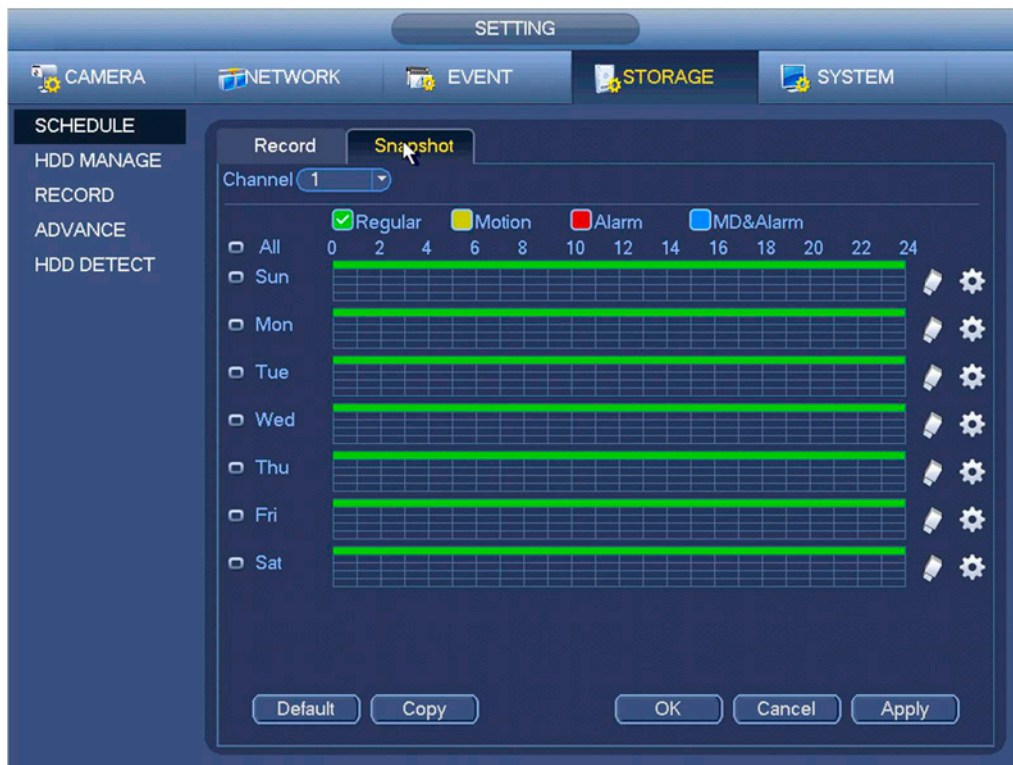 SETTING
CAMERA NETWORK EVENT STORAGE SYSTEM
SCHEDULE
HDD MANAGE
RECORD
ADVANCE
HDD DETECT
Record Snapshot
Channel 1
Regular Motion Alarm MD&Alarm
All 0 2 4 6 8 10 12 14 16 18 20 22 24
Sun
Mon
Tue
Wed
Thu
Fri
Sat
Default Copy OK Cancel Apply